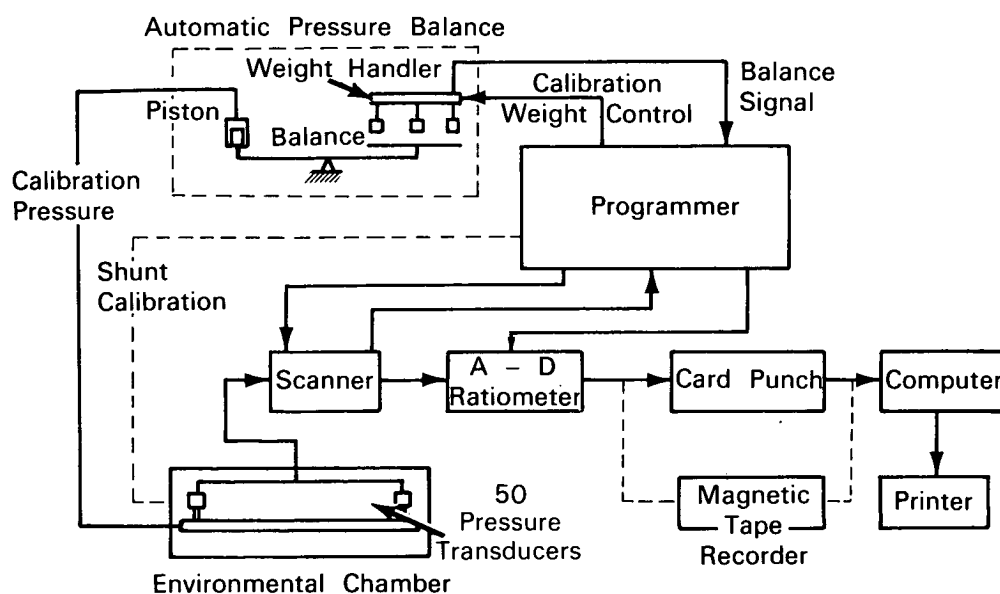 Automatic Pressure Balance
Weight Handler
Piston
Balance
Calibration
Weight Control
Balance
Signal
Calibration
Pressure
Programmer
Shunt
Calibration
Scanner
A – D
Ratiometer
Card Punch
Computer
Magnetic
Tape
Recorder
Printer
50
Pressure
Transducers
Environmental Chamber